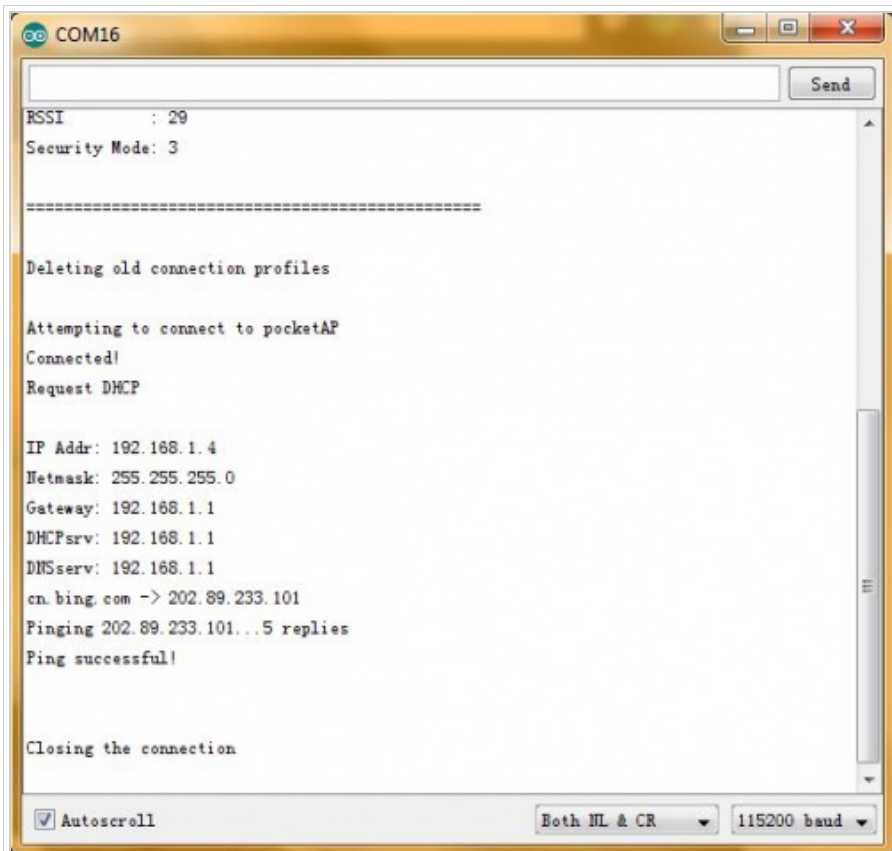 COM16
Send
RSSI : 29
Security Mode: 3
================================================
Deleting old connection profiles
Attempting to connect to pocketAP
Connected!
Request DHCP
IP Addr: 192.168.1.4
Netmask: 255.255.255.0
Gateway: 192.168.1.1
DHCPsrv: 192.168.1.1
DNSserv: 192.168.1.1
cn.bing.com -> 202.89.233.101
Pinging 202.89.233.101...5 replies
Ping successful!
Closing the connection
Autoscroll Both NL & CR 115200 baud